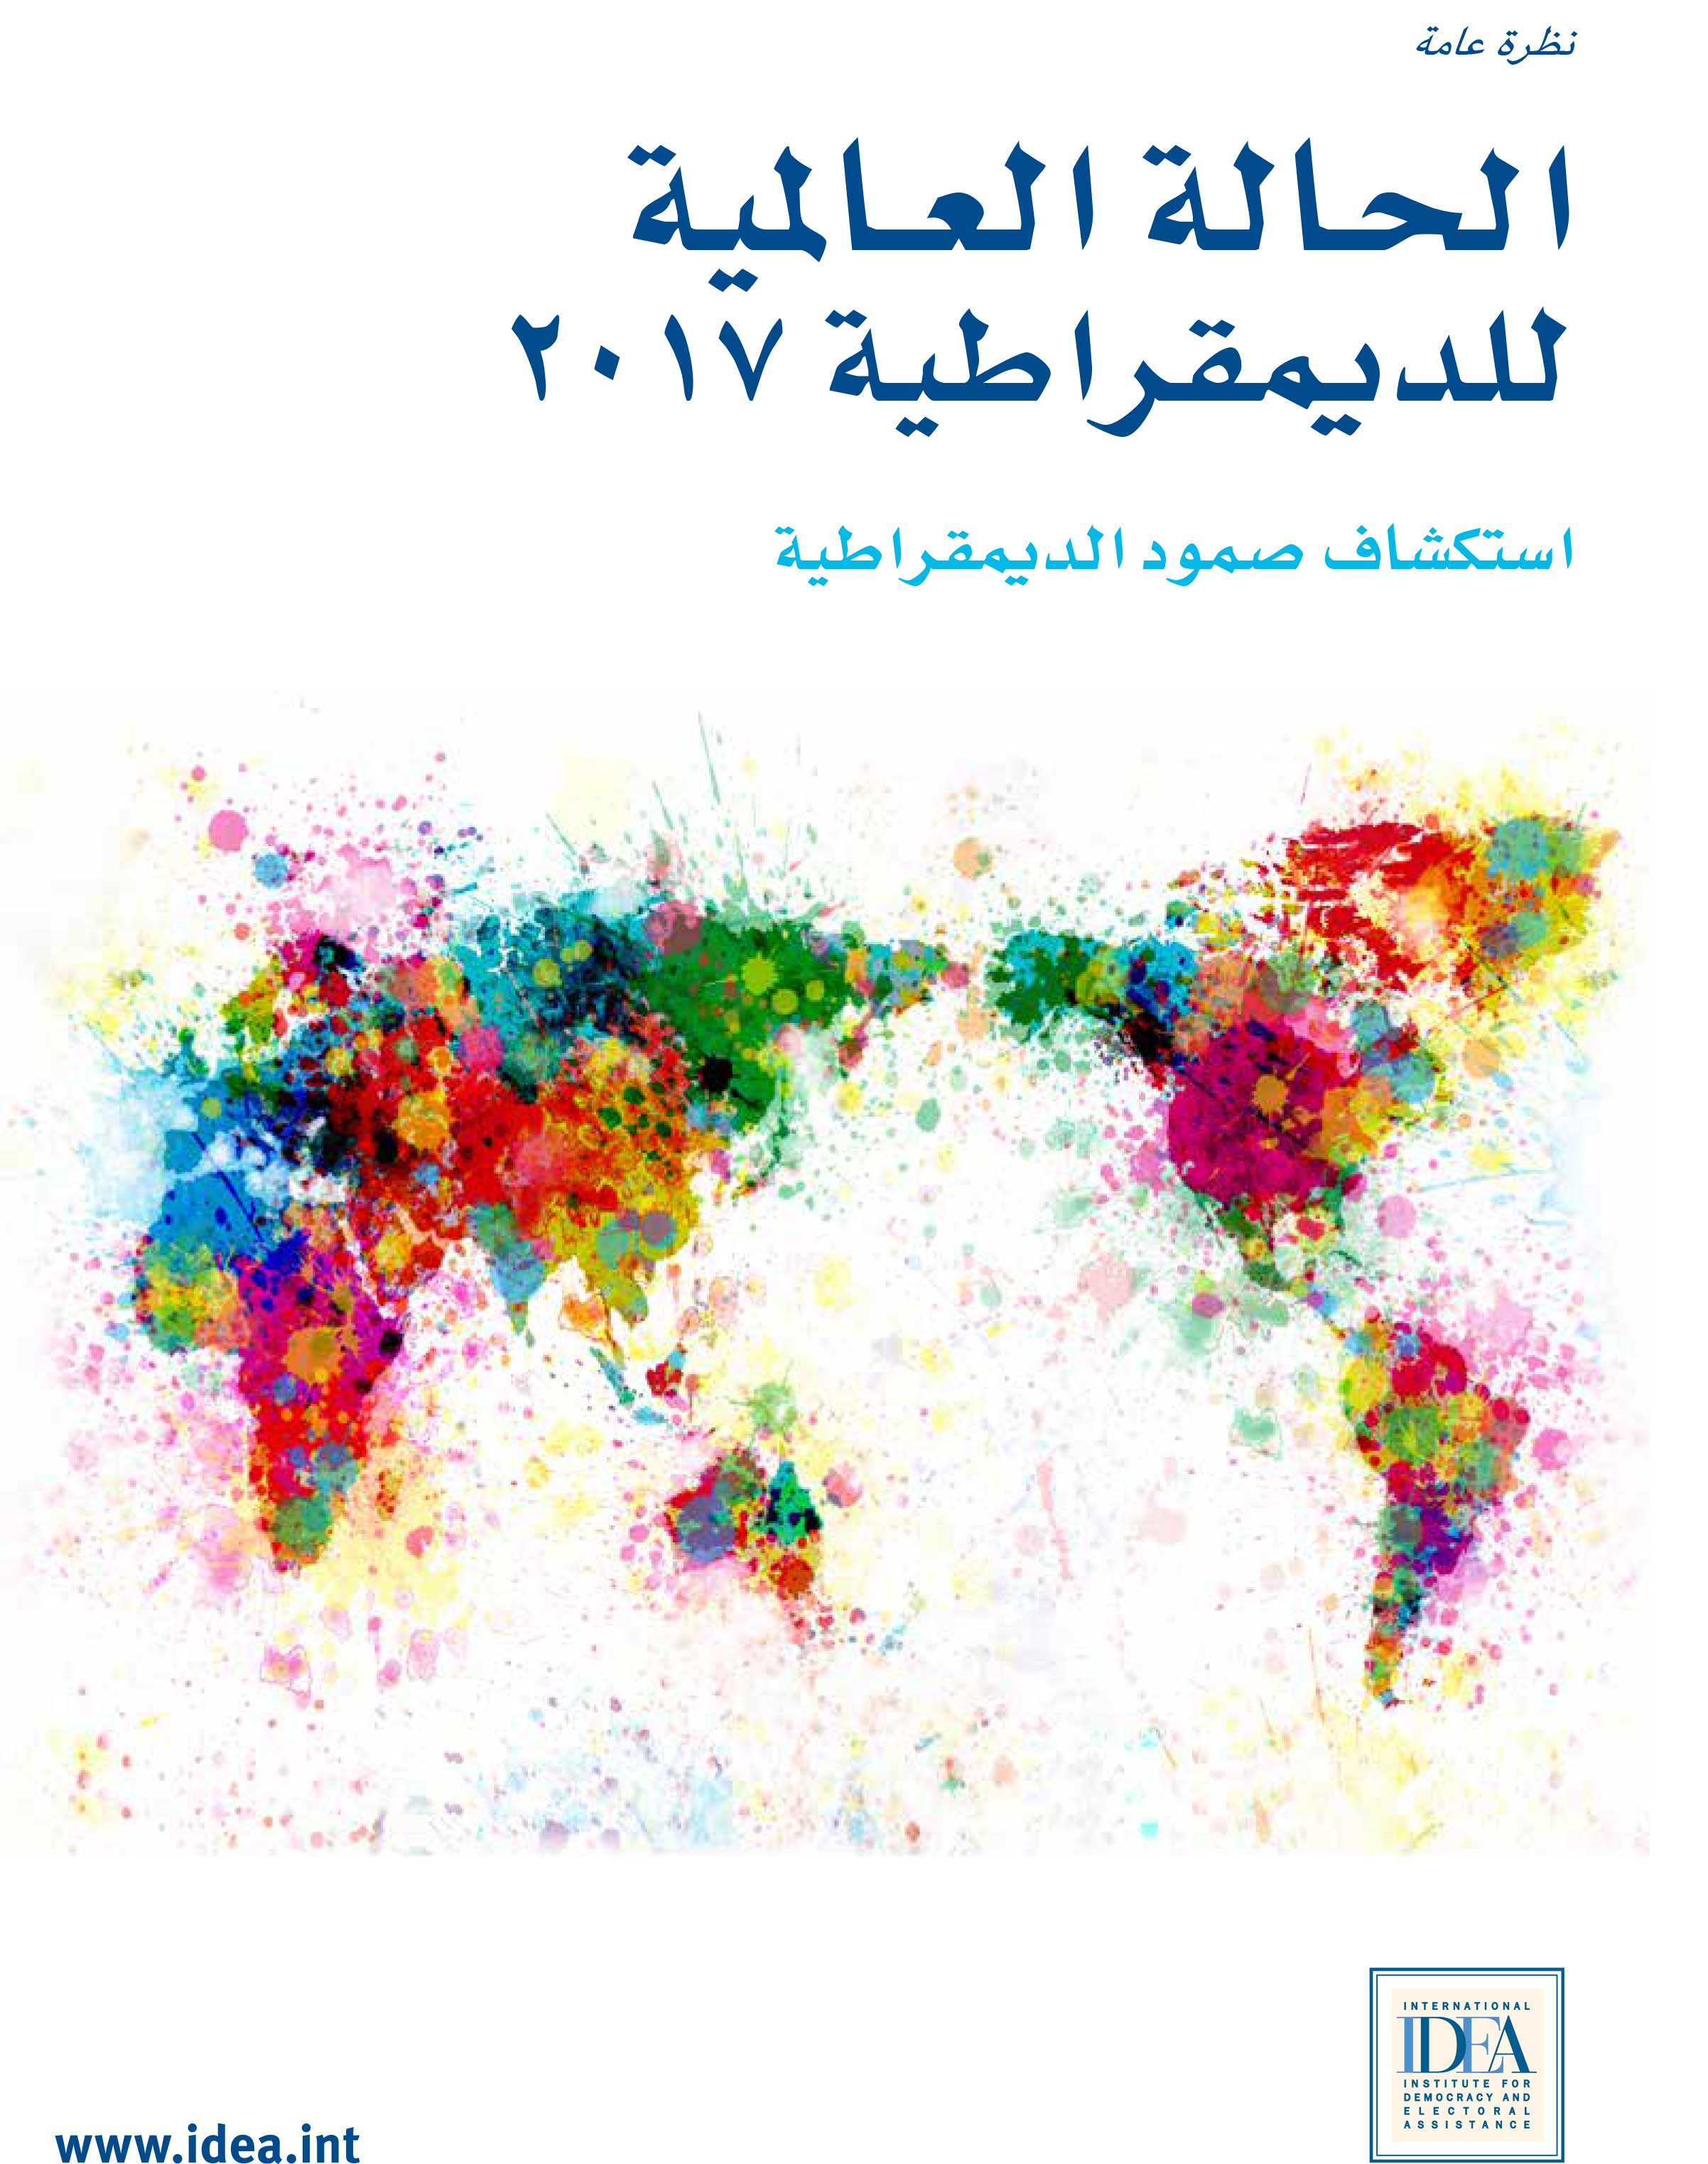 نظرة عامة
الحالة العالمية
للديمقراطية ٢٠١٧
استكشاف صمود الديمقراطية
INTERNATIONAL
IDEA
INSTITUTE FOR
DEMOCRACY AND
ELECTORAL
ASSISTANCE
www.idea.int